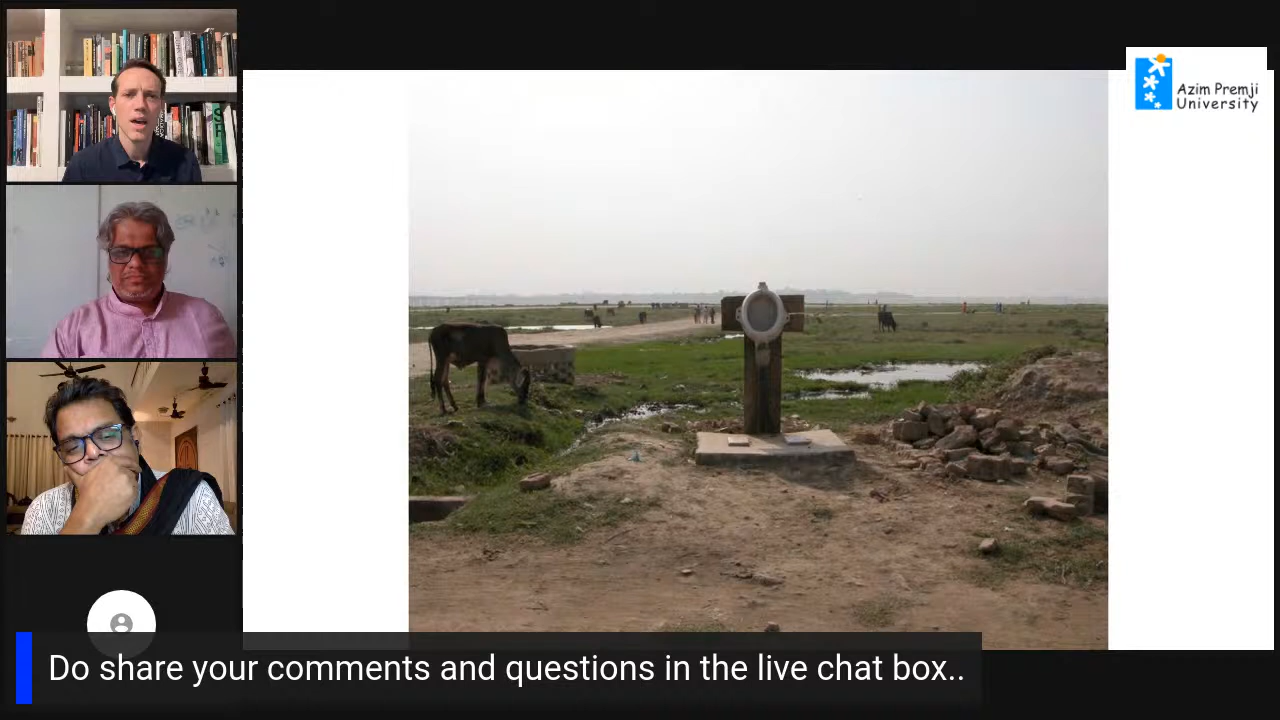 Azim Premji
University
Do share your comments and questions in the live chat box..